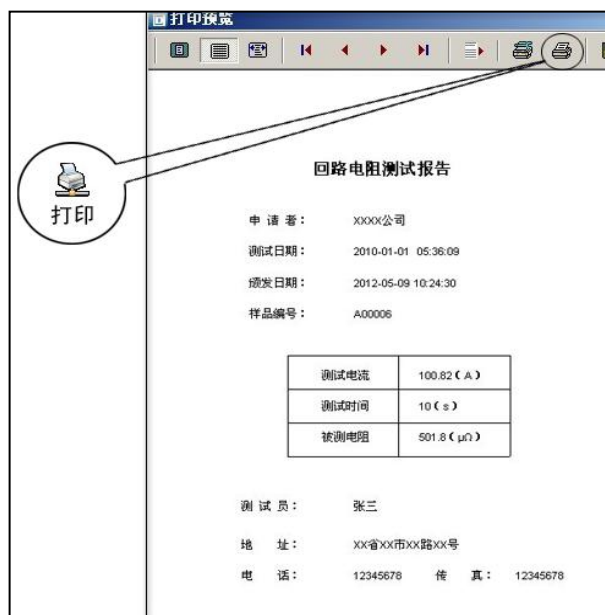 打印预览
打印
回路电阻测试报告
申 请 者： XXXX公司
测试日期： 2010-01-01 05:36:09
颁发日期： 2012-05-09 10:24:30
样品编号： A00006
测试电流 100.82(A)
测试时间 10(s)
被测电阻 501.8(μΩ)
测 试 员： 张三
地 址： XX省XX市XX路XX号
电 话： 12345678 传 真： 12345678